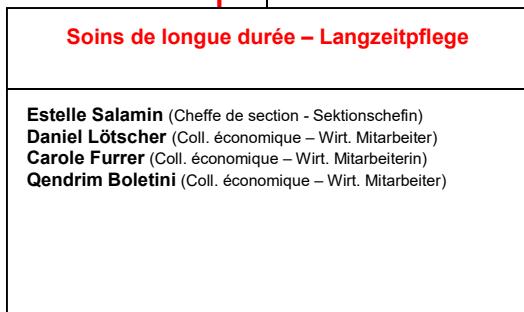 Soins de longue durée – Langzeitpflege
Estelle Salamin (Cheffe de section - Sektionschefin)
Daniel Lötscher (Coll. économique – Wirt. Mitarbeiter)
Carole Furrer (Coll. économique – Wirt. Mitarbeiterin)
Qendrim Boletini (Coll. économique – Wirt. Mitarbeiter)